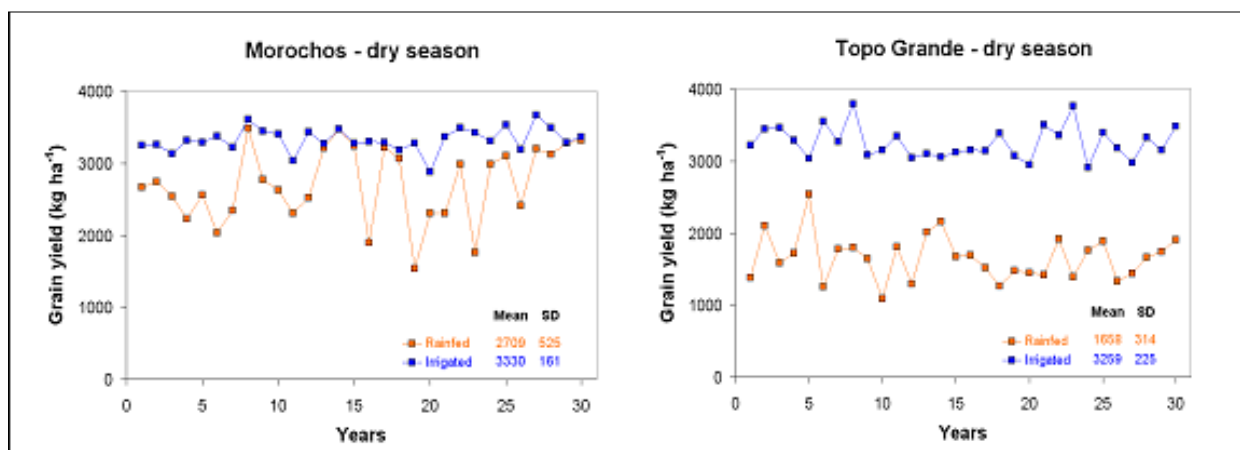 Morochos - dry season
Grain yield (kg ha⁻¹)
4000
3000
2000
1000
0
Mean SD
Rainfed 2709 525
Irrigated 3330 161
0 5 10 15 20 25 30
Years
Topo Grande - dry season
Grain yield (kg ha⁻¹)
4000
3000
2000
1000
0
Mean SD
Rainfed 1658 314
Irrigated 3259 225
0 5 10 15 20 25 30
Years